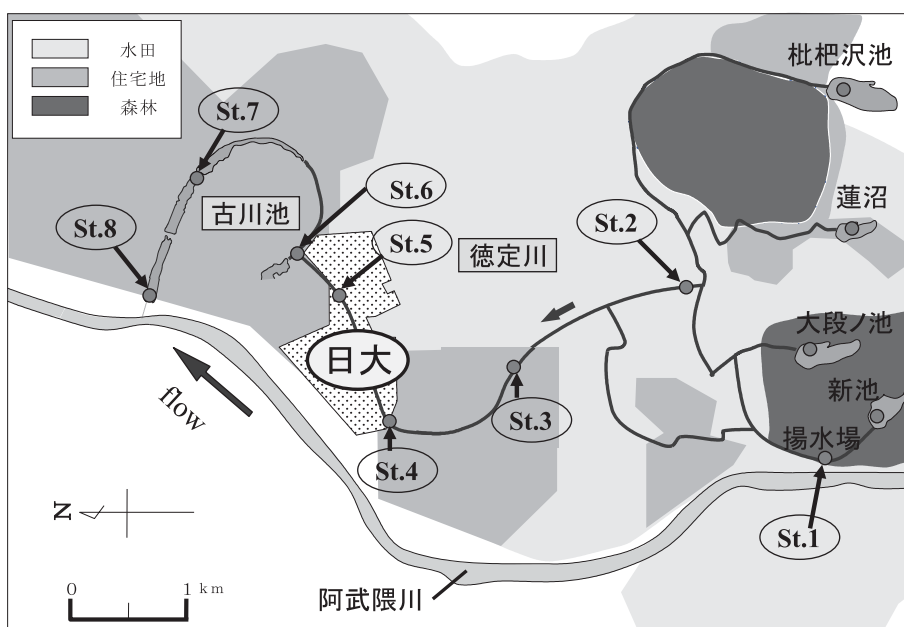 水田
住宅地
森林
枇杷沢池
St.7
St.6
古川池
蓮沼
St.8
St.5
St.2
徳定川
大段ノ池
日大
新池
flow
St.3
揚水場
St.4
N
St.1
0 1 km
阿武隈川